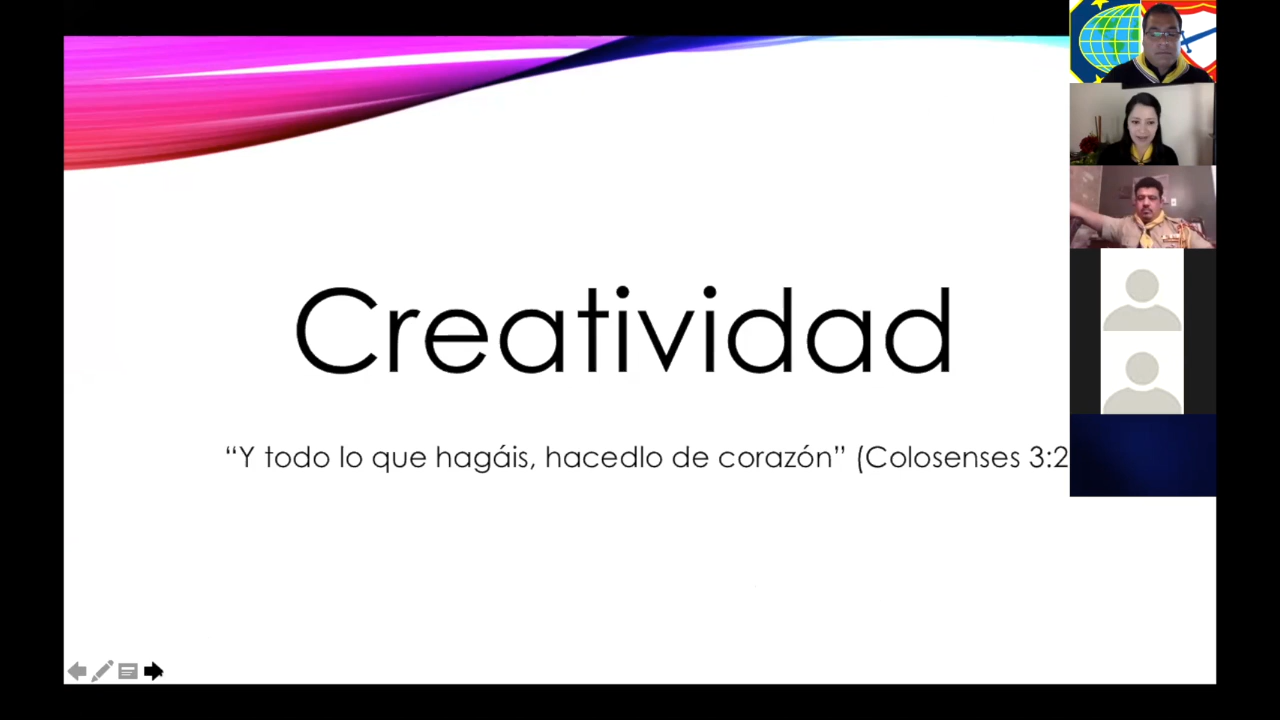 Creatividad
“Y todo lo que hagáis, hacedlo de corazón” (Colosenses 3:2